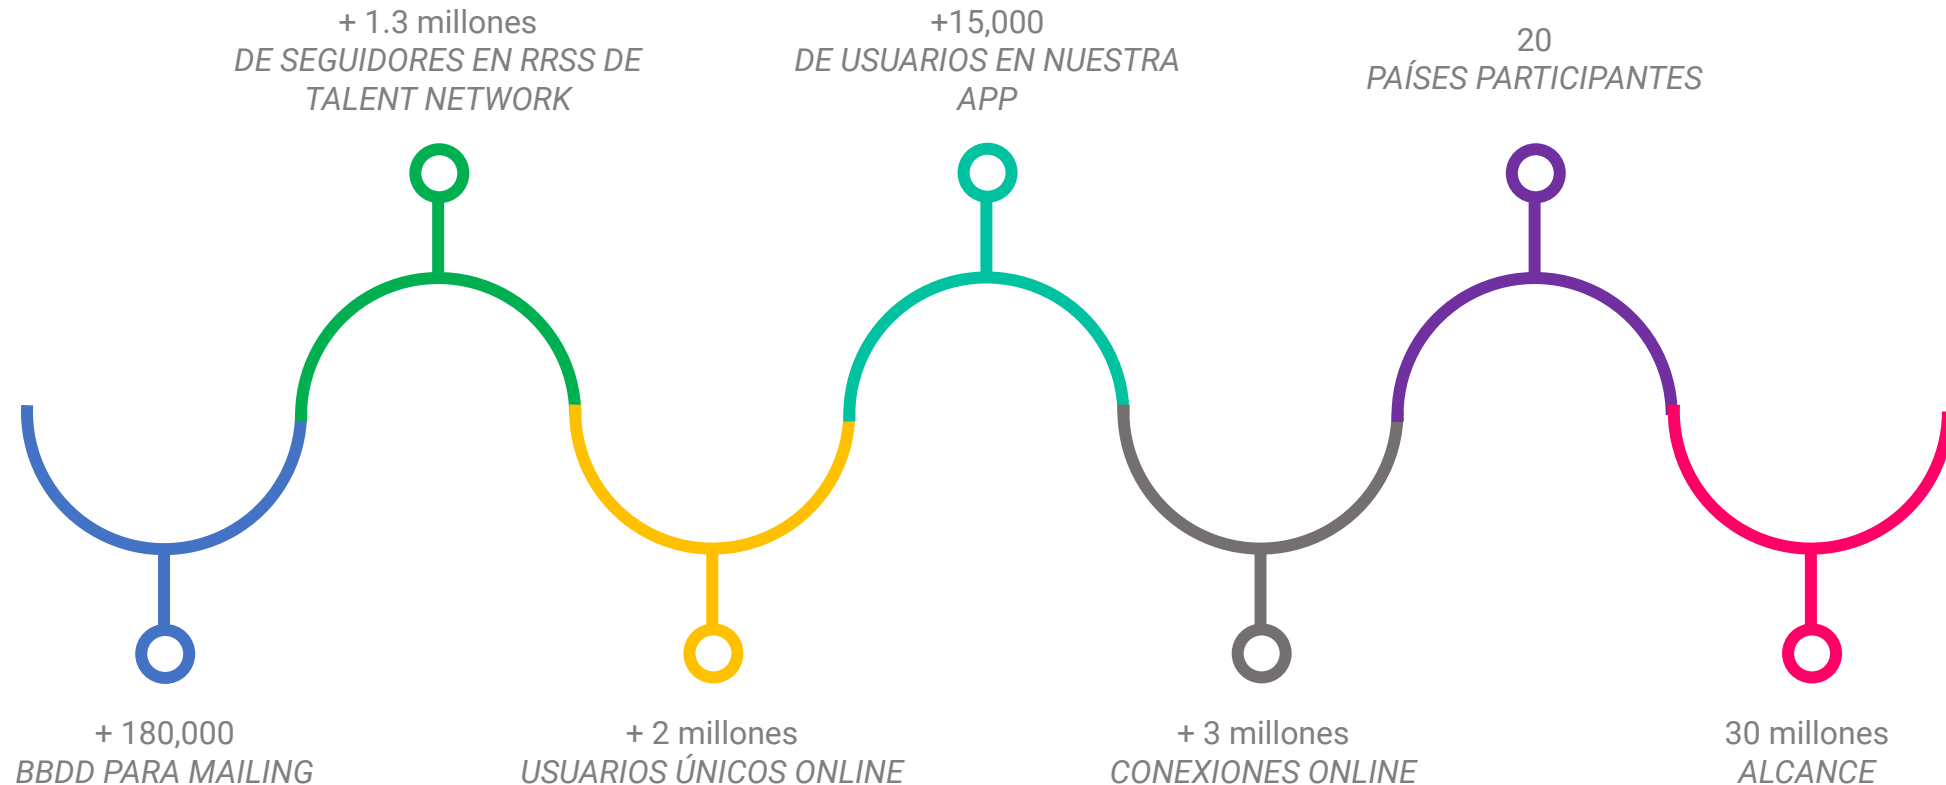 + 1.3 millones
DE SEGUIDORES EN RRSS DE
TALENT NETWORK
+15,000
DE USUARIOS EN NUESTRA
APP
20
PAÍSES PARTICIPANTES
+ 180,000
BBDD PARA MAILING
+ 2 millones
USUARIOS ÚNICOS ONLINE
+ 3 millones
CONEXIONES ONLINE
30 millones
ALCANCE